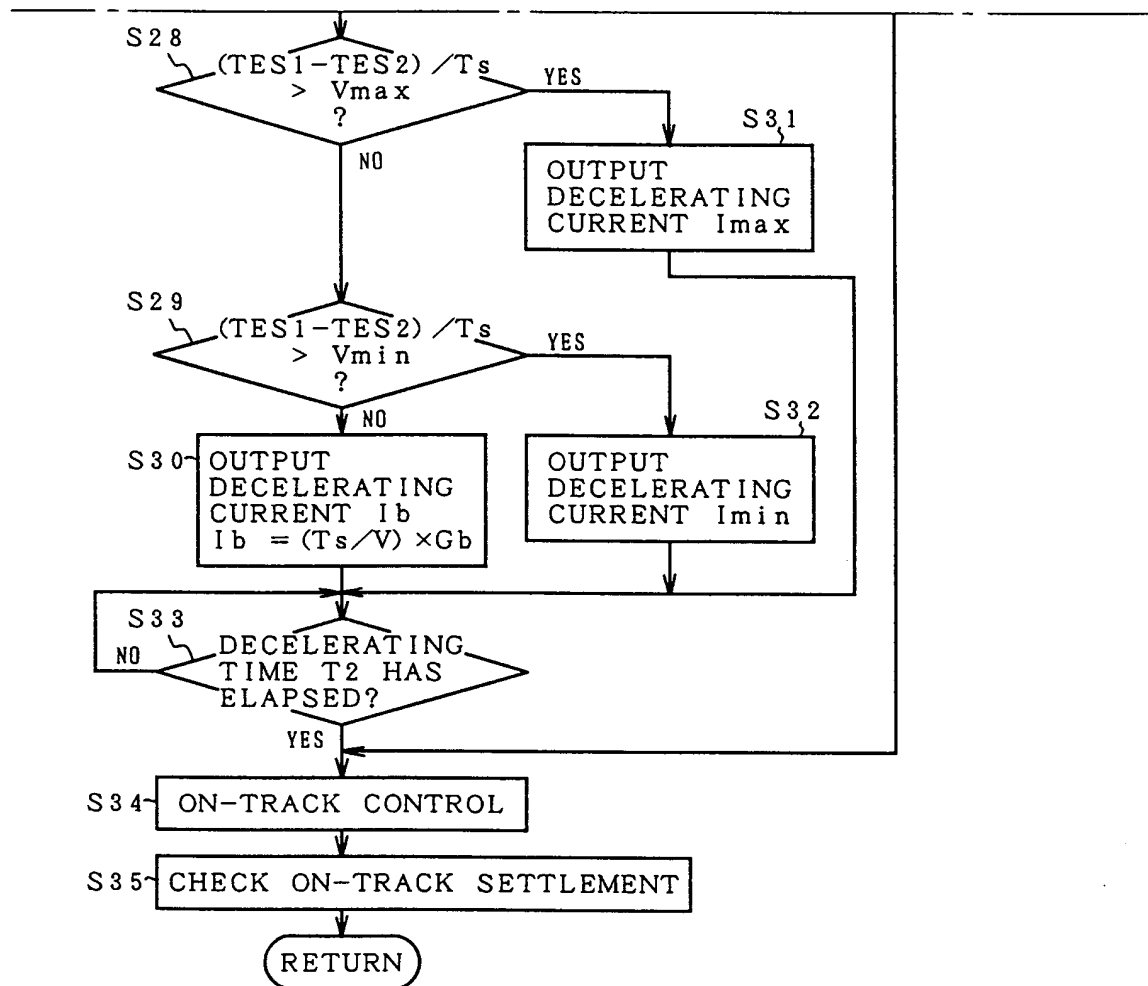 S28
(TES1-TES2)/Ts
> Vmax
?
YES
NO
S31
OUTPUT
DECELERATING
CURRENT Imax
S29
(TES1-TES2)/Ts
> Vmin
?
YES
NO
S32
OUTPUT
DECELERATING
CURRENT Imin
S30
OUTPUT
DECELERATING
CURRENT Ib
Ib = (Ts/V) ×Gb
S33
DECELERATING
TIME T2 HAS
ELAPSED?
NO
YES
S34
ON-TRACK CONTROL
S35
CHECK ON-TRACK SETTLEMENT
RETURN